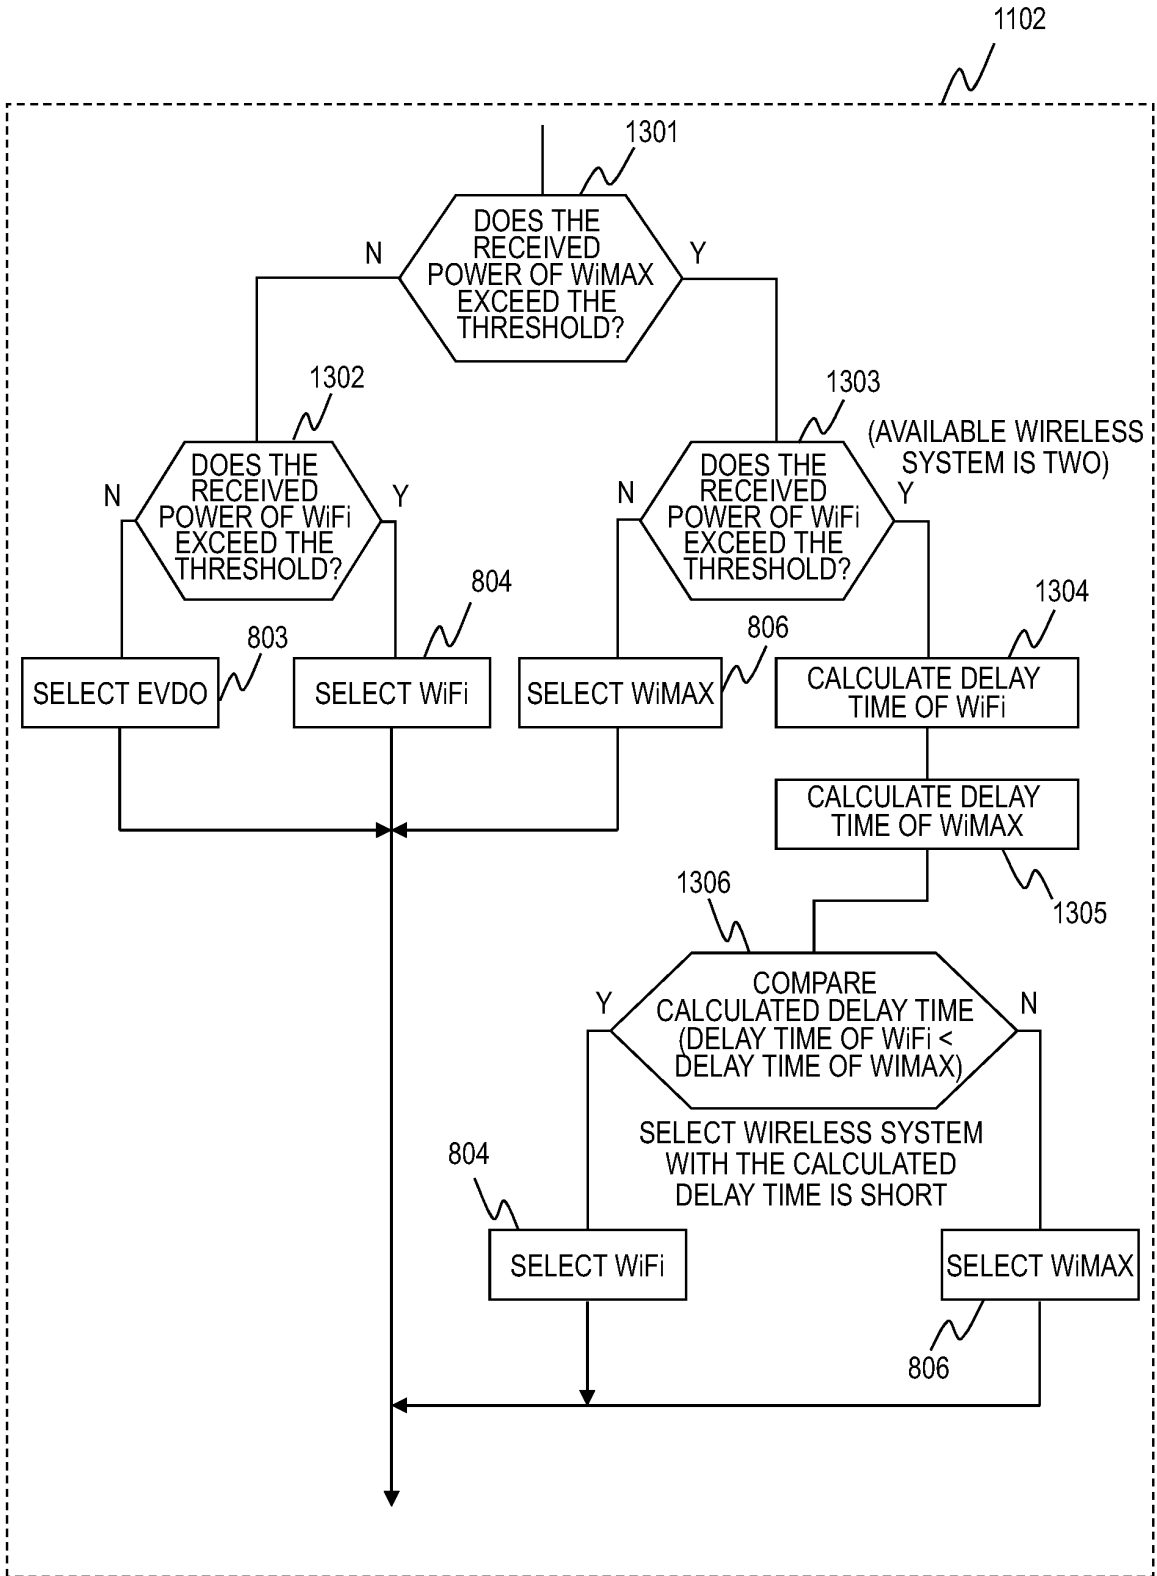 1102
1301
DOES THE
RECEIVED
POWER OF WiMAX
EXCEED THE
THRESHOLD?
N
Y
1302
DOES THE
RECEIVED
POWER OF WiFi
EXCEED THE
THRESHOLD?
N
Y
1303
(AVAILABLE WIRELESS
SYSTEM IS TWO)
DOES THE
RECEIVED
POWER OF WiFi
EXCEED THE
THRESHOLD?
N
Y
803
SELECT EVDO
804
SELECT WiFi
806
SELECT WiMAX
1304
CALCULATE DELAY
TIME OF WiFi
CALCULATE DELAY
TIME OF WiMAX
1305
1306
COMPARE
CALCULATED DELAY TIME
(DELAY TIME OF WiFi <
DELAY TIME OF WIMAX)
Y
N
SELECT WIRELESS SYSTEM
WITH THE CALCULATED
DELAY TIME IS SHORT
804
SELECT WiFi
SELECT WiMAX
806